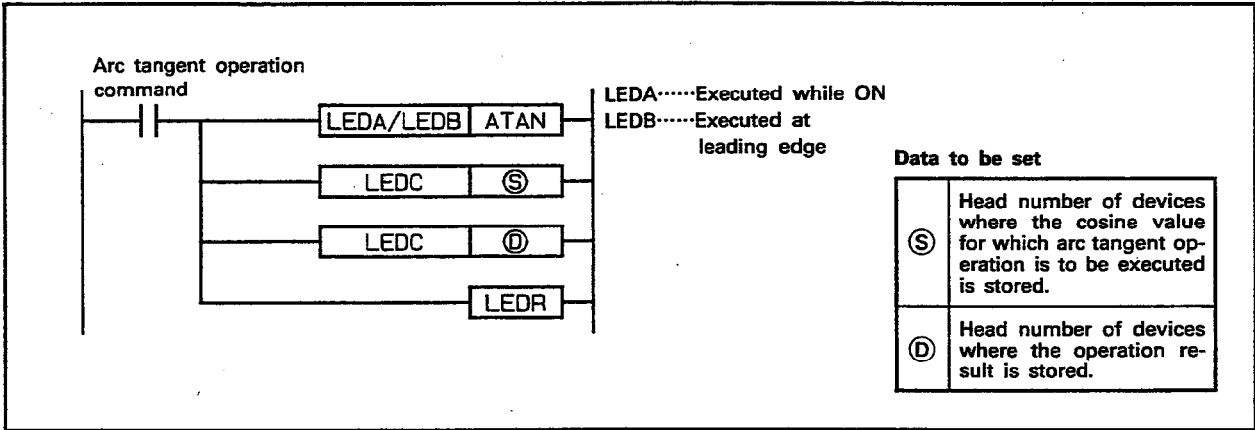 Arc tangent operation
command
LEDA/LEDB ATAN
LEDA……Executed while ON
LEDB……Executed at
leading edge
LEDC Ⓢ
LEDC Ⓓ
LEDR
Data to be set
Ⓢ
Head number of devices
where the cosine value
for which arc tangent op-
eration is to be executed
is stored.
Ⓓ
Head number of devices
where the operation re-
sult is stored.